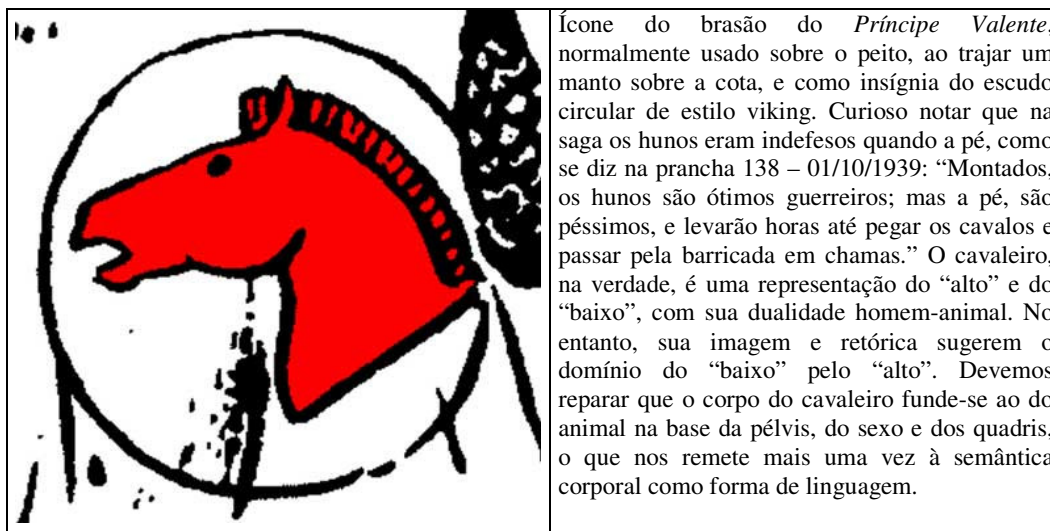 Ícone do brasão do Príncipe Valente,
normalmente usado sobre o peito, ao trajar um
manto sobre a cota, e como insígnia do escudo
circular de estilo viking. Curioso notar que na
saga os hunos eram indefesos quando a pé, como
se diz na prancha 138 – 01/10/1939: “Montados,
os hunos são ótimos guerreiros; mas a pé, são
péssimos, e levarão horas até pegar os cavalos e
passar pela barricada em chamas.” O cavaleiro,
na verdade, é uma representação do “alto” e do
“baixo”, com sua dualidade homem-animal. No
entanto, sua imagem e retórica sugerem o
domínio do “baixo” pelo “alto”. Devemos
reparar que o corpo do cavaleiro funde-se ao do
animal na base da pélvis, do sexo e dos quadris,
o que nos remete mais uma vez à semântica
corporal como forma de linguagem.